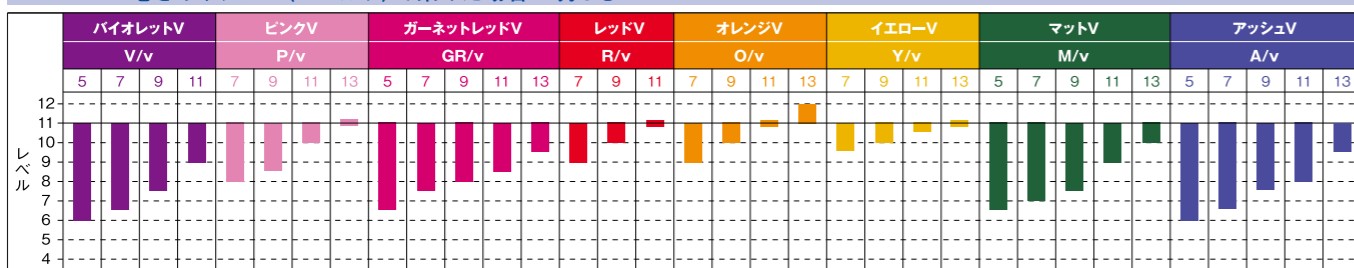 バイオレットV ピンクV ガーネットレッドV レッドV オレンジV イエローV マットV アッシュV
V/v P/v GR/v R/v O/v Y/v M/v A/v
5 7 9 11 7 9 11 13 5 7 9 11 13 7 9 11 7 9 11 13 7 9 11 13 5 7 9 11 13 5 7 9 11 13
レベル
12
11
10
9
8
7
6
5
4